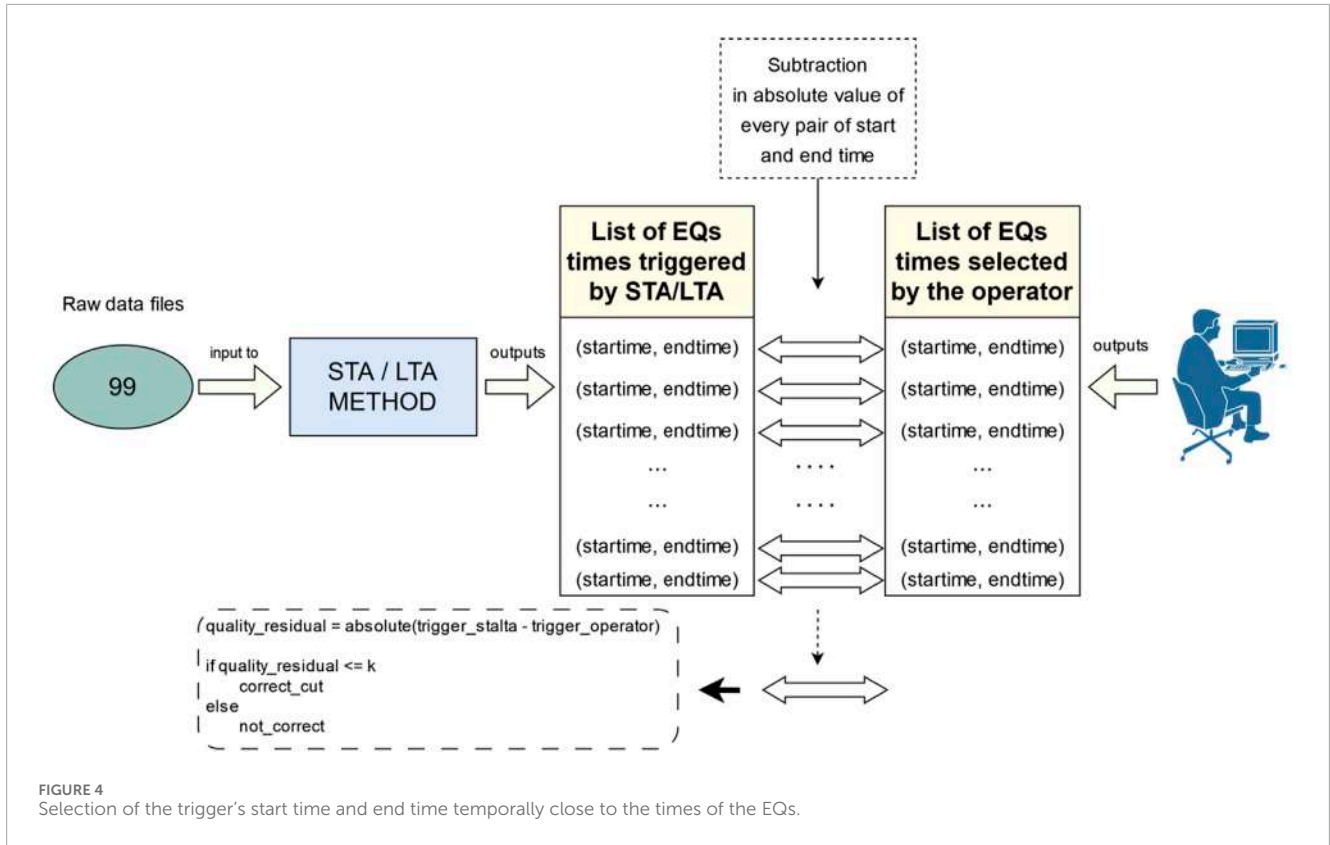 Subtraction
in absolute value of
every pair of start
and end time
List of EQs
times triggered
by STA/LTA
List of EQs
times selected
by the operator
Raw data files
99
input to
STA / LTA
METHOD
outputs
(startime, endtime)
(startime, endtime)
(startime, endtime)
...
...
(startime, endtime)
(startime, endtime)
....
....
(startime, endtime)
(startime, endtime)
(startime, endtime)
...
...
(startime, endtime)
(startime, endtime)
outputs
quality_residual = absolute(trigger_stalta - trigger_operator)
if quality_residual <= k
correct_cut
else
not_correct
FIGURE 4
Selection of the trigger's start time and end time temporally close to the times of the EQs.